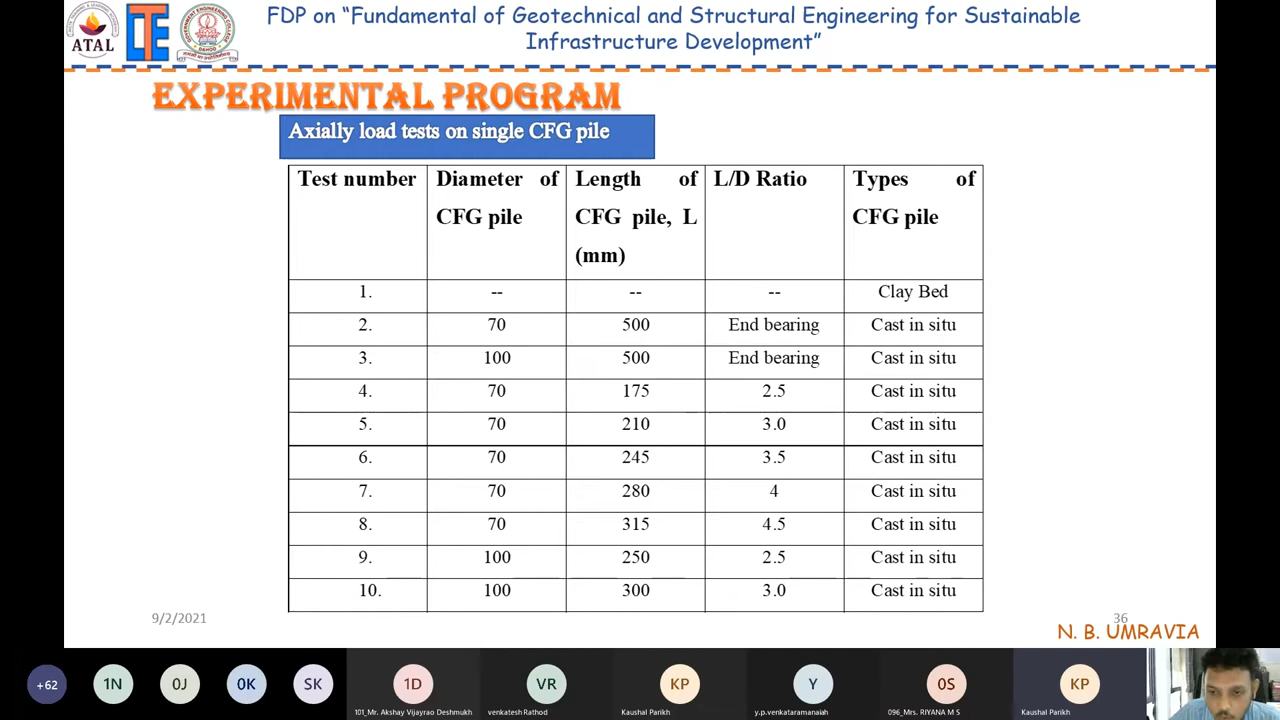 FDP on “Fundamental of Geotechnical and Structural Engineering for Sustainable
Infrastructure Development”
ATAL
LTE
EXPERIMENTAL PROGRAM
Axially load tests on single CFG pile
Test number Diameter of CFG pile Length of CFG pile, L (mm) L/D Ratio Types of CFG pile
1. -- -- -- Clay Bed
2. 70 500 End bearing Cast in situ
3. 100 500 End bearing Cast in situ
4. 70 175 2.5 Cast in situ
5. 70 210 3.0 Cast in situ
6. 70 245 3.5 Cast in situ
7. 70 280 4 Cast in situ
8. 70 315 4.5 Cast in situ
9. 100 250 2.5 Cast in situ
10. 100 300 3.0 Cast in situ
9/2/2021
36
N. B. UMRAVIA
+62 1N 0J 0K SK 1D VR KP Y 0S KP
101_Mr. Akshay Vijayrao Deshmukh venkatesh Rathod Kaushal Parikh y.p.venkataramanaiah 096_Mrs. RIYANA M S Kaushal Parikh